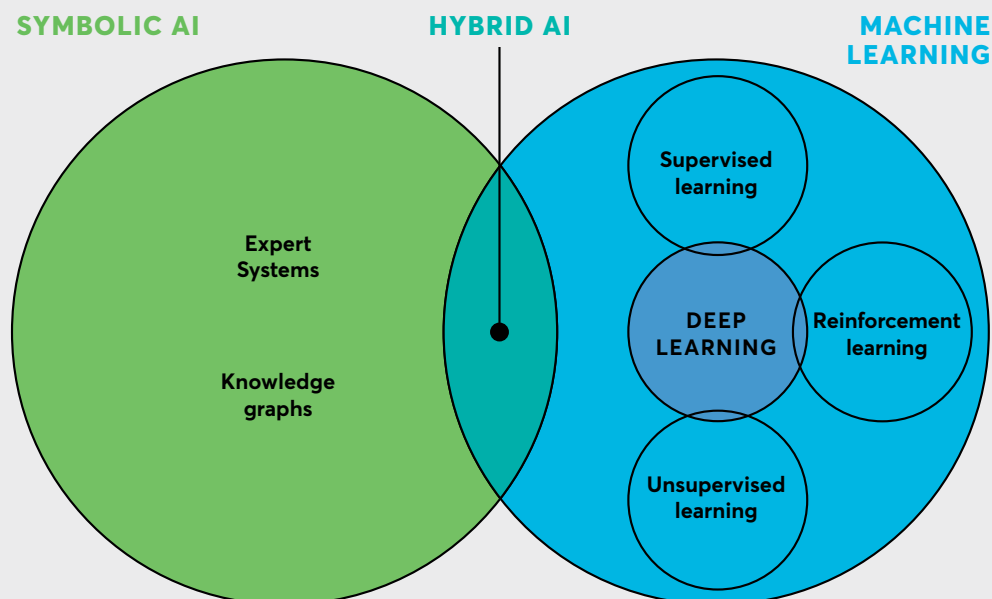 SYMBOLIC AI
HYBRID AI
MACHINE
LEARNING
Expert
Systems
Knowledge
graphs
Supervised
learning
DEEP
LEARNING
Reinforcement
learning
Unsupervised
learning